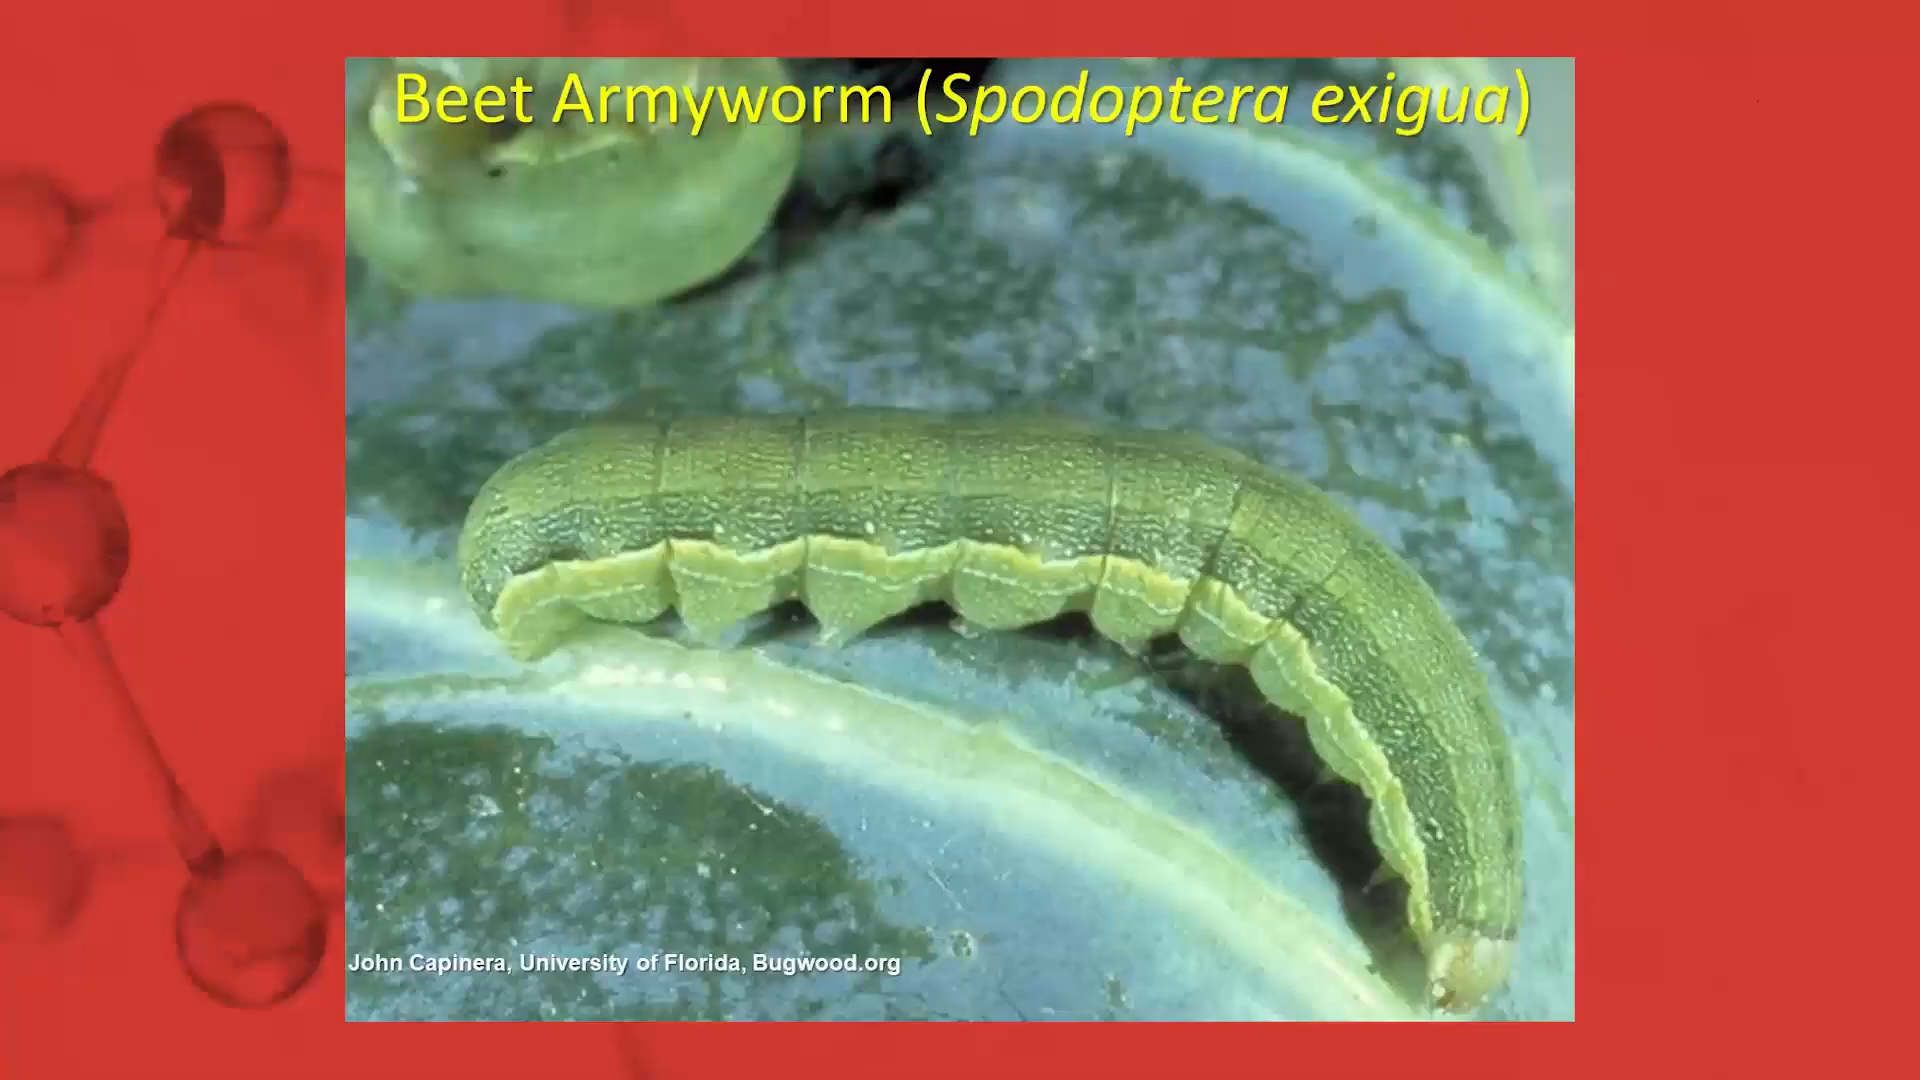 Beet Armyworm (Spodoptera exigua)
John Capinera, University of Florida, Bugwood.org